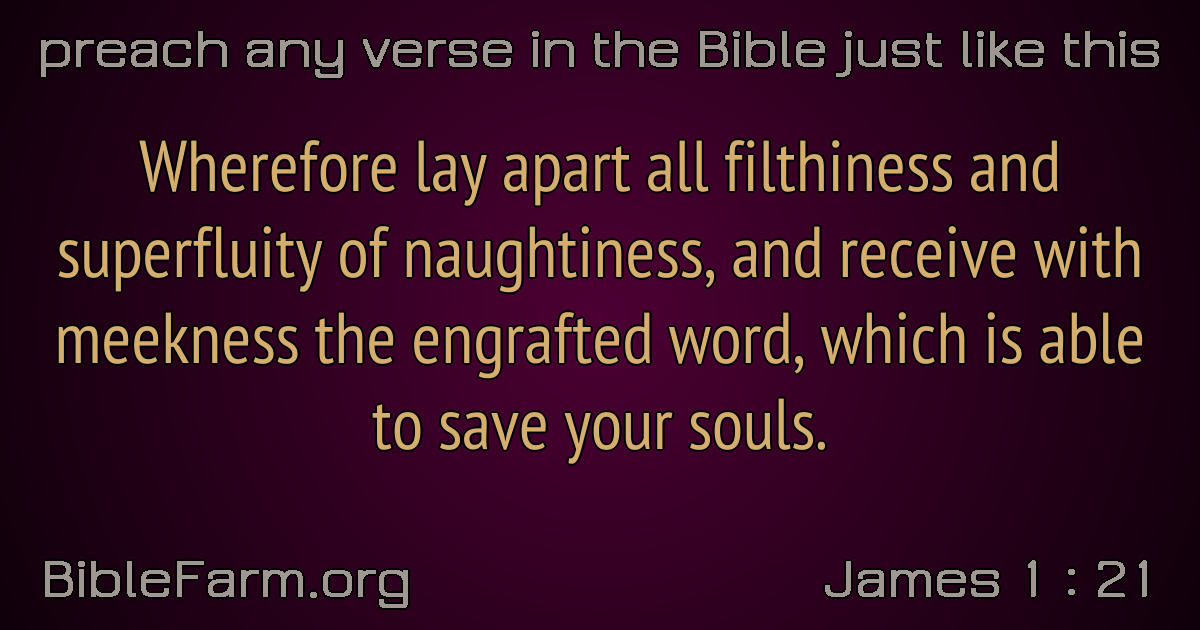 preach any verse in the Bible just like this
Wherefore lay apart all filthiness and
superfluity of naughtiness, and receive with
meekness the engrafted word, which is able
to save your souls.
BibleFarm.org
James 1 : 21